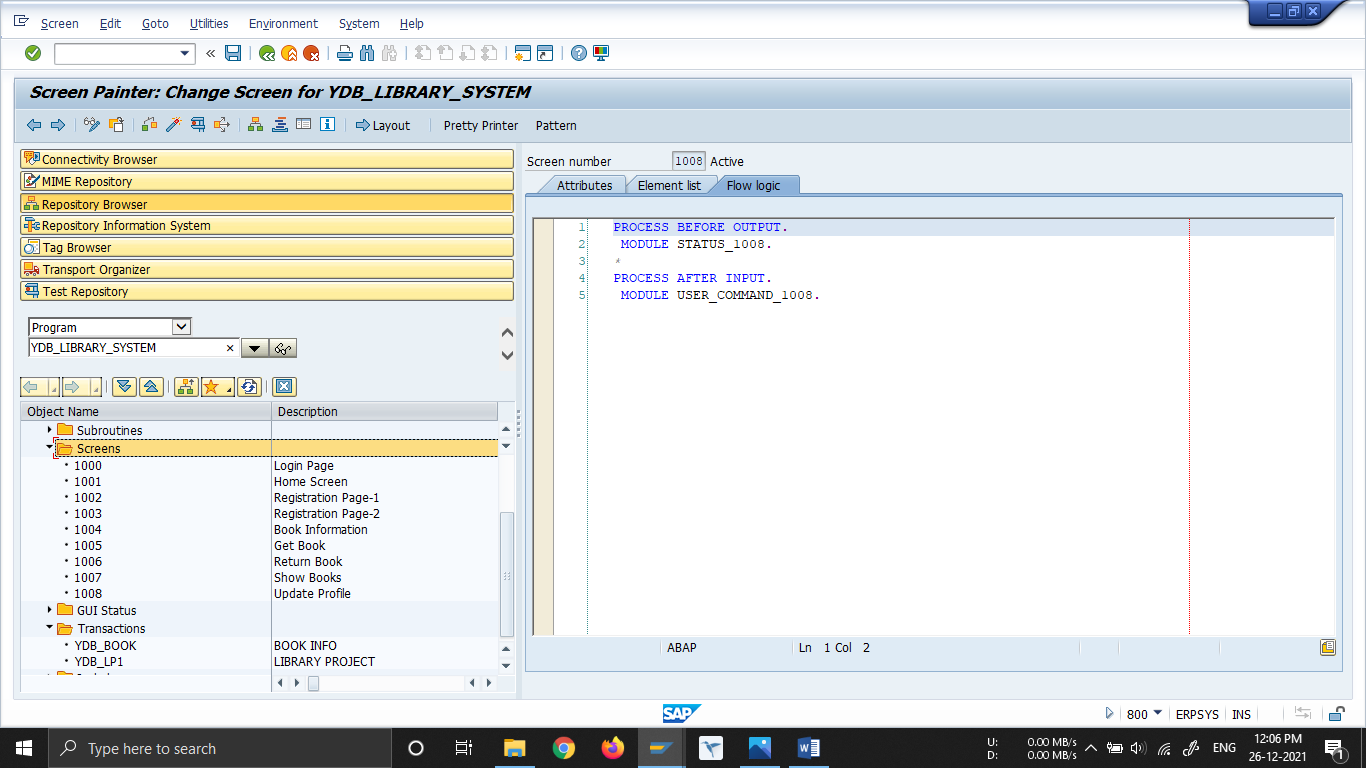 Screen Edit Goto Utilities Environment System Help
Screen Painter: Change Screen for YDB_LIBRARY_SYSTEM
Layout Pretty Printer Pattern
Connectivity Browser
MIME Repository
Repository Browser
Repository Information System
Tag Browser
Transport Organizer
Test Repository
Program
YDB_LIBRARY_SYSTEM
Object Name Description
Subroutines
Screens
1000 Login Page
1001 Home Screen
1002 Registration Page-1
1003 Registration Page-2
1004 Book Information
1005 Get Book
1006 Return Book
1007 Show Books
1008 Update Profile
GUI Status
Transactions
YDB_BOOK BOOK INFO
YDB_LP1 LIBRARY PROJECT
Screen number 1008 Active
Attributes Element list Flow logic
1 PROCESS BEFORE OUTPUT.
2 MODULE STATUS_1008.
3 *
4 PROCESS AFTER INPUT.
5 MODULE USER_COMMAND_1008.
ABAP Ln 1 Col 2
SAP
800 ERPSYS INS
Type here to search
U: 0.00 MB/s
D: 0.00 MB/s
ENG
12:06 PM
26-12-2021
1